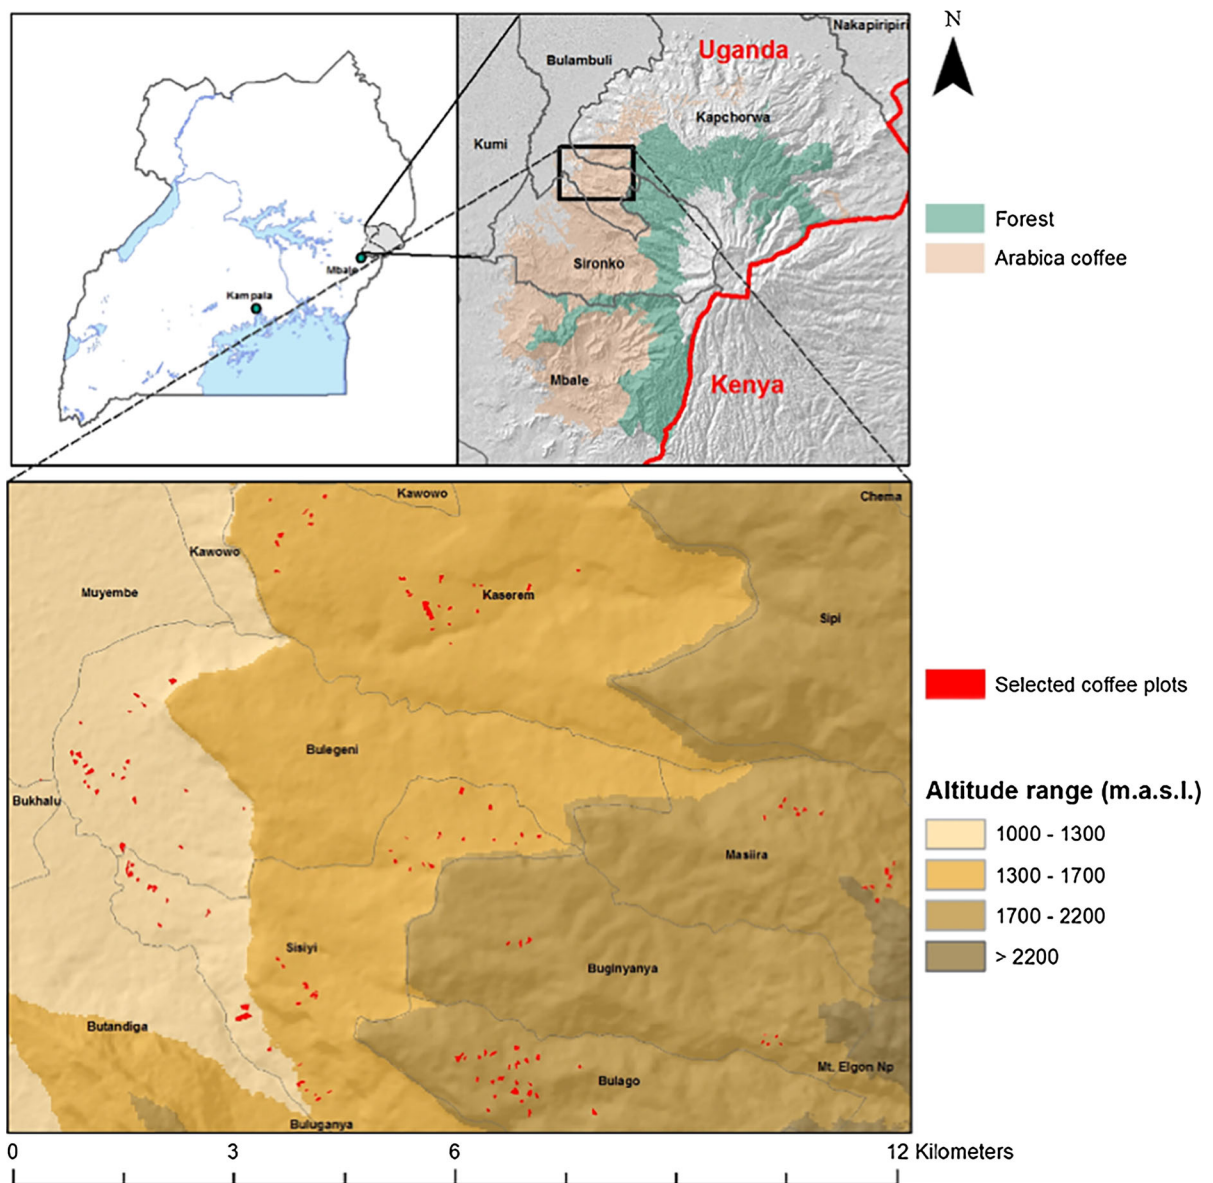 N
Nakapiripiri
Uganda
Bulambuli
Kapchorwa
Kumi
Forest
Arabica coffee
Sironko
Mbale
Kampala
Mbale
Kenya
Kawowo
Chema
Kawowo
Muyembe
Kaserem
Sipi
Selected coffee plots
Bulegeni
Altitude range (m.a.s.l.)
Bukhalu
1000 - 1300
Masiira
1300 - 1700
1700 - 2200
Sisiyi
> 2200
Buginyanya
Butandiga
Mt. Elgon Np
Bulago
Buluganya
0 3 6 12 Kilometers